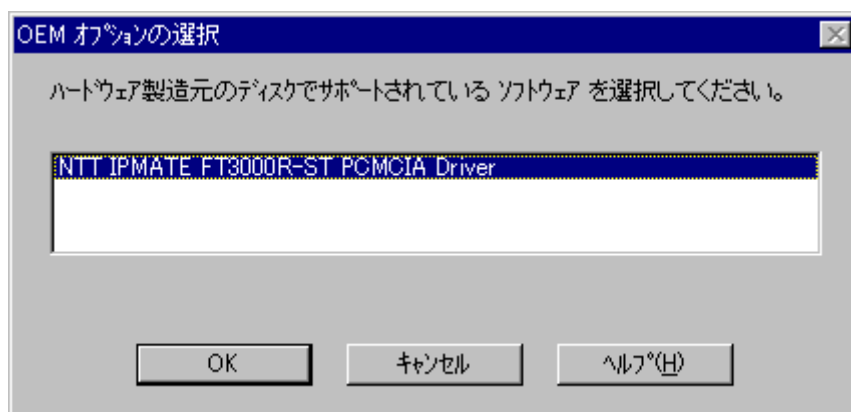 OEM ｵﾌﾟｼｮﾝの選択
ﾊｰﾄﾞｳｪｱ製造元のﾃﾞｨｽｸでｻﾎﾟｰﾄされている ｿﾌﾄｳｪｱ を選択してください。
NTT IPMATE FT3000R-ST PCMCIA Driver
OK ｷｬﾝｾﾙ ﾍﾙﾌﾟ(H)